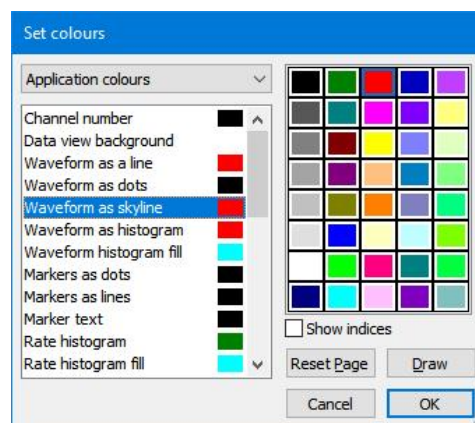 Set colours
Application colours
Channel number
Data view background
Waveform as a line
Waveform as dots
Waveform as skyline
Waveform as histogram
Waveform histogram fill
Markers as dots
Markers as lines
Marker text
Rate histogram
Rate histogram fill
Show indices
Reset Page
Draw
Cancel
OK